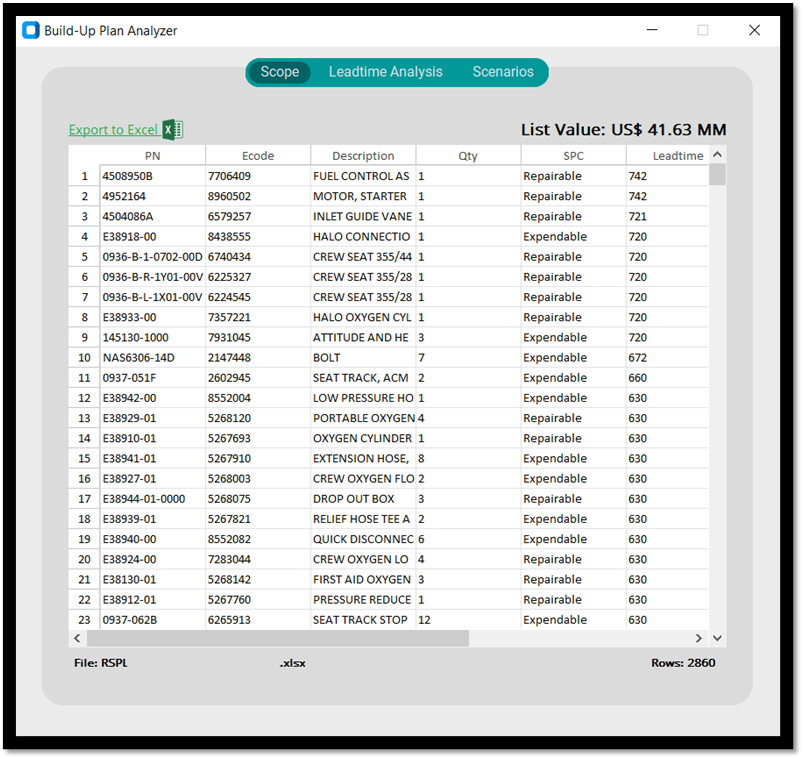 Build-Up Plan Analyzer
Scope Leadtime Analysis Scenarios
Export to Excel List Value: US$ 41.63 MM
PN Ecode Description Qty SPC Leadtime
1 4508950B 7706409 FUEL CONTROL AS 1 Repairable 742
2 4952164 8960502 MOTOR, STARTER 1 Repairable 742
3 4504086A 6579257 INLET GUIDE VANE 1 Repairable 721
4 E38918-00 8438555 HALO CONNECTIO 1 Expendable 720
5 0936-B-1-0702-00D 6740434 CREW SEAT 355/44 1 Repairable 720
6 0936-B-R-1Y01-00V 6225327 CREW SEAT 355/28 1 Repairable 720
7 0936-B-L-1X01-00V 6224545 CREW SEAT 355/28 1 Repairable 720
8 E38933-00 7357221 HALO OXYGEN CYL 1 Repairable 720
9 145130-1000 7931045 ATTITUDE AND HE 3 Expendable 720
10 NAS6306-14D 2147448 BOLT 7 Expendable 672
11 0937-051F 2602945 SEAT TRACK, ACM 2 Expendable 660
12 E38942-00 8552004 LOW PRESSURE HO 1 Expendable 630
13 E38929-01 5268120 PORTABLE OXYGEN 4 Repairable 630
14 E38910-01 5267693 OXYGEN CYLINDER 1 Repairable 630
15 E38941-01 5267910 EXTENSION HOSE, 8 Expendable 630
16 E38927-01 5268003 CREW OXYGEN FLO 2 Expendable 630
17 E38944-01-0000 5268075 DROP OUT BOX 3 Repairable 630
18 E38939-01 5267821 RELIEF HOSE TEE A 2 Expendable 630
19 E38940-00 8552082 QUICK DISCONNEC 6 Expendable 630
20 E38924-00 7283044 CREW OXYGEN LO 4 Repairable 630
21 E38130-01 5268142 FIRST AID OXYGEN 3 Repairable 630
22 E38912-01 5267760 PRESSURE REDUCE 1 Repairable 630
23 0937-062B 6265913 SEAT TRACK STOP 12 Expendable 630
File: RSPL .xlsx Rows: 2860